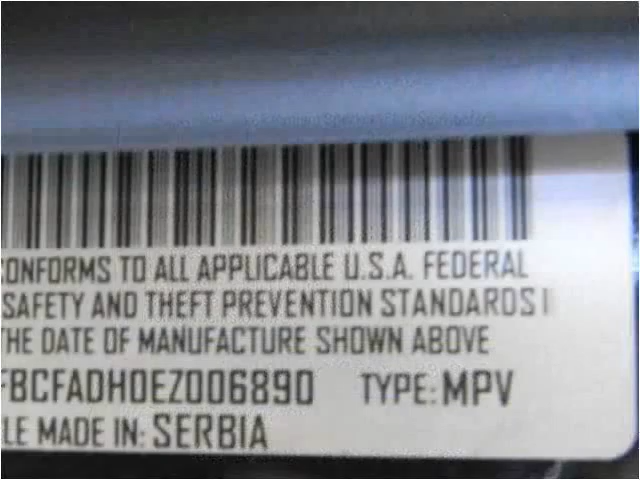 CONFORMS TO ALL APPLICABLE U.S.A. FEDERAL
SAFETY AND THEFT PREVENTION STANDARDS I
THE DATE OF MANUFACTURE SHOWN ABOVE
FBCFADH0EZ006890 TYPE: MPV
LE MADE IN: SERBIA